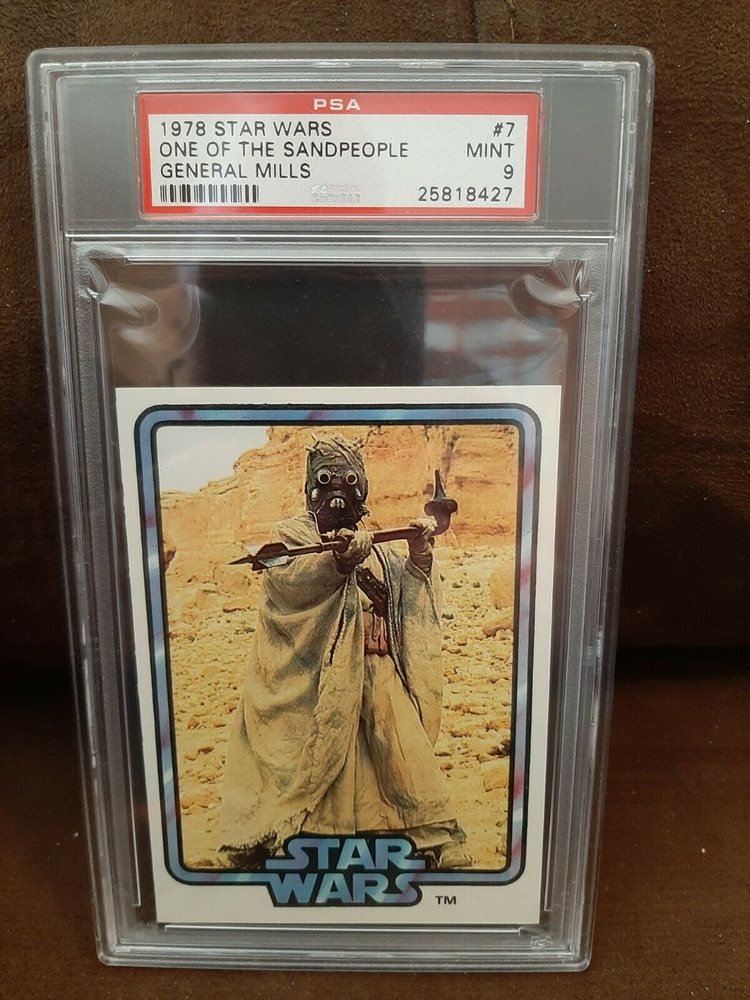 PSA
1978 STAR WARS #7
ONE OF THE SANDPEOPLE MINT
GENERAL MILLS 9
25818427
STAR
WARS
TM